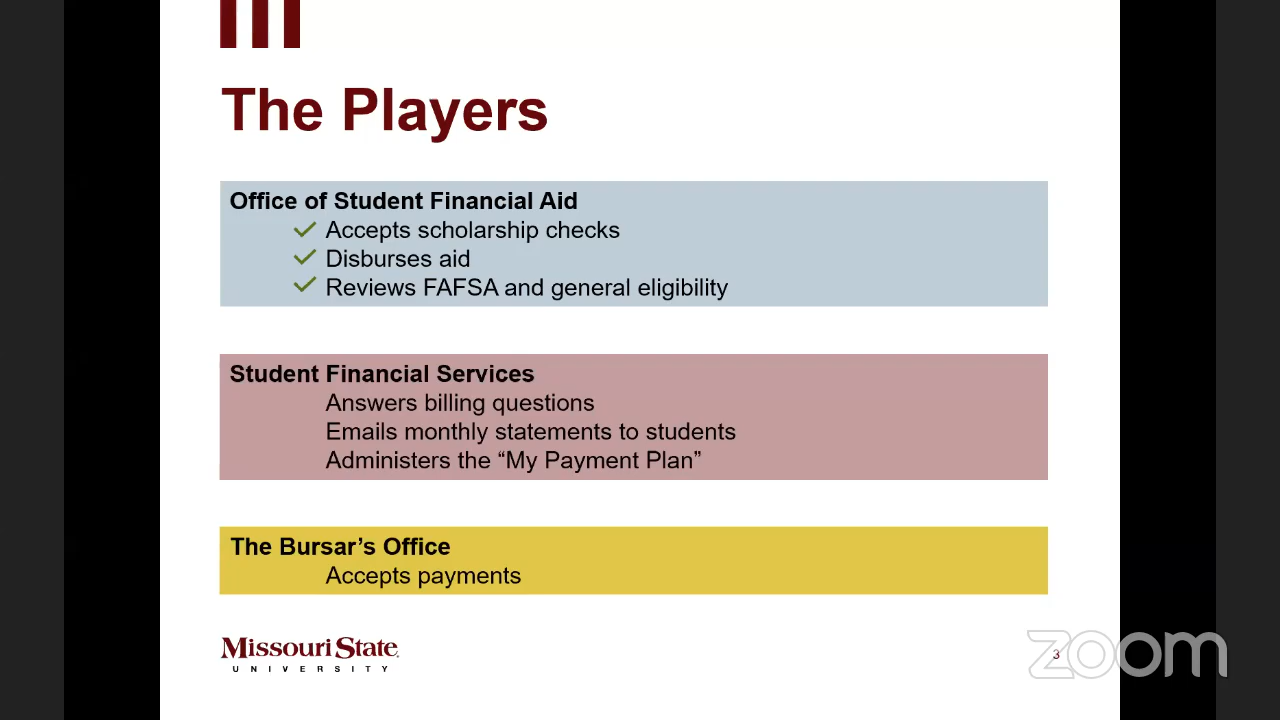 The Players
Office of Student Financial Aid
Accepts scholarship checks
Disburses aid
Reviews FAFSA and general eligibility
Student Financial Services
Answers billing questions
Emails monthly statements to students
Administers the “My Payment Plan”
The Bursar’s Office
Accepts payments
Missouri State
UNIVERSITY
3
zoom